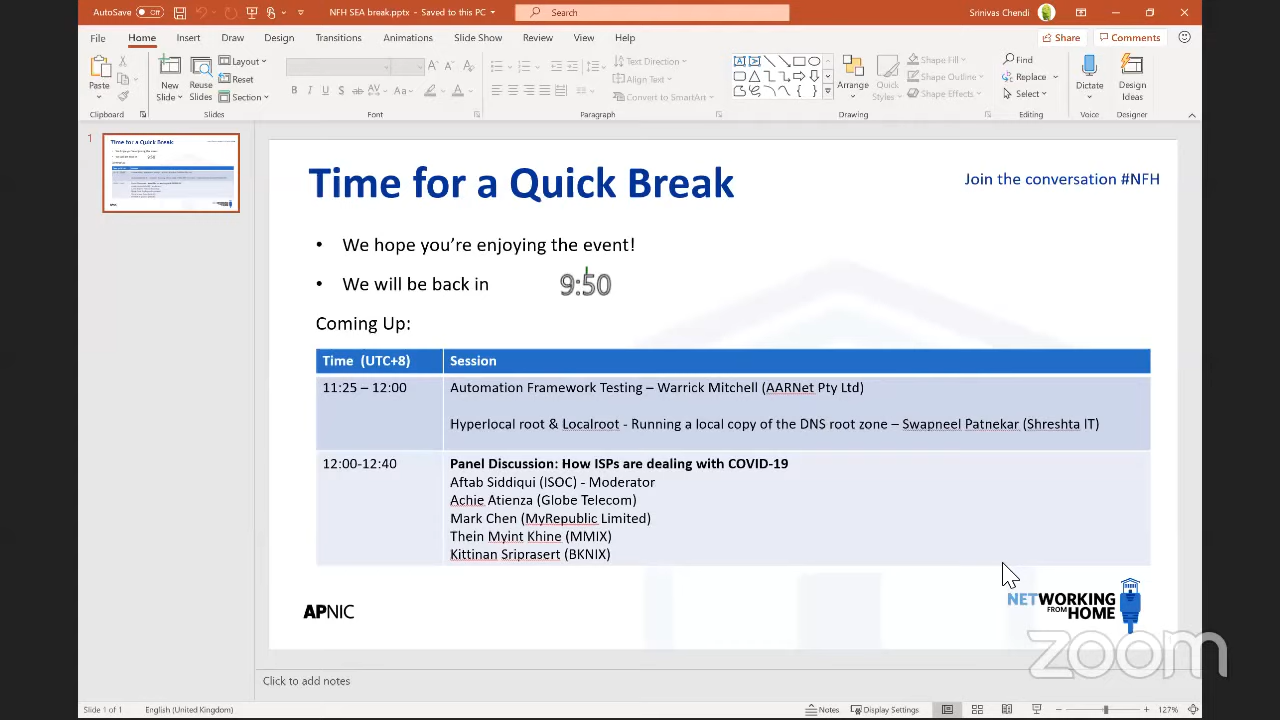 AutoSave Off NFH SEA break.pptx - Saved to this PC Search Srinivas Chendi
File Home Insert Draw Design Transitions Animations Slide Show Review View Help Share Comments
Paste New Slide Reuse Slides Layout Reset Section
B I U S ab AV Aa A
Text Direction Align Text Convert to SmartArt
Arrange Quick Styles Shape Fill Shape Outline Shape Effects
Find Replace Select Dictate Design Ideas
Clipboard Slides Font Paragraph Drawing Editing Voice Designer
1
Time for a Quick Break
Join the conversation #NFH
• We hope you’re enjoying the event!
• We will be back in 9:50
Coming Up:
Time (UTC+8) Session
11:25 – 12:00 Automation Framework Testing – Warrick Mitchell (AARNet Pty Ltd)
Hyperlocal root & Localroot - Running a local copy of the DNS root zone – Swapneel Patnekar (Shreshta IT)
12:00-12:40 Panel Discussion: How ISPs are dealing with COVID-19
Aftab Siddiqui (ISOC) - Moderator
Achie Atienza (Globe Telecom)
Mark Chen (MyRepublic Limited)
Thein Myint Khine (MMIX)
Kittinan Sriprasert (BKNIX)
APNIC
NETWORKING
FROM HOME
zoom
Click to add notes
Slide 1 of 1 English (United Kingdom) Notes Display Settings 127%